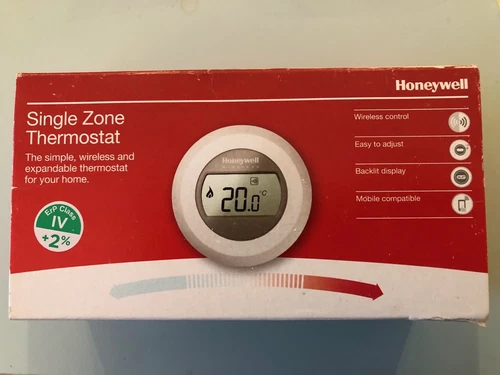 Honeywell
Single Zone
Thermostat
The simple, wireless and
expandable thermostat
for your home.
ErP Class
IV
+2%
Honeywell
WIRELESS
20.0 °C
Wireless control
Easy to adjust
Backlit display
Mobile compatible